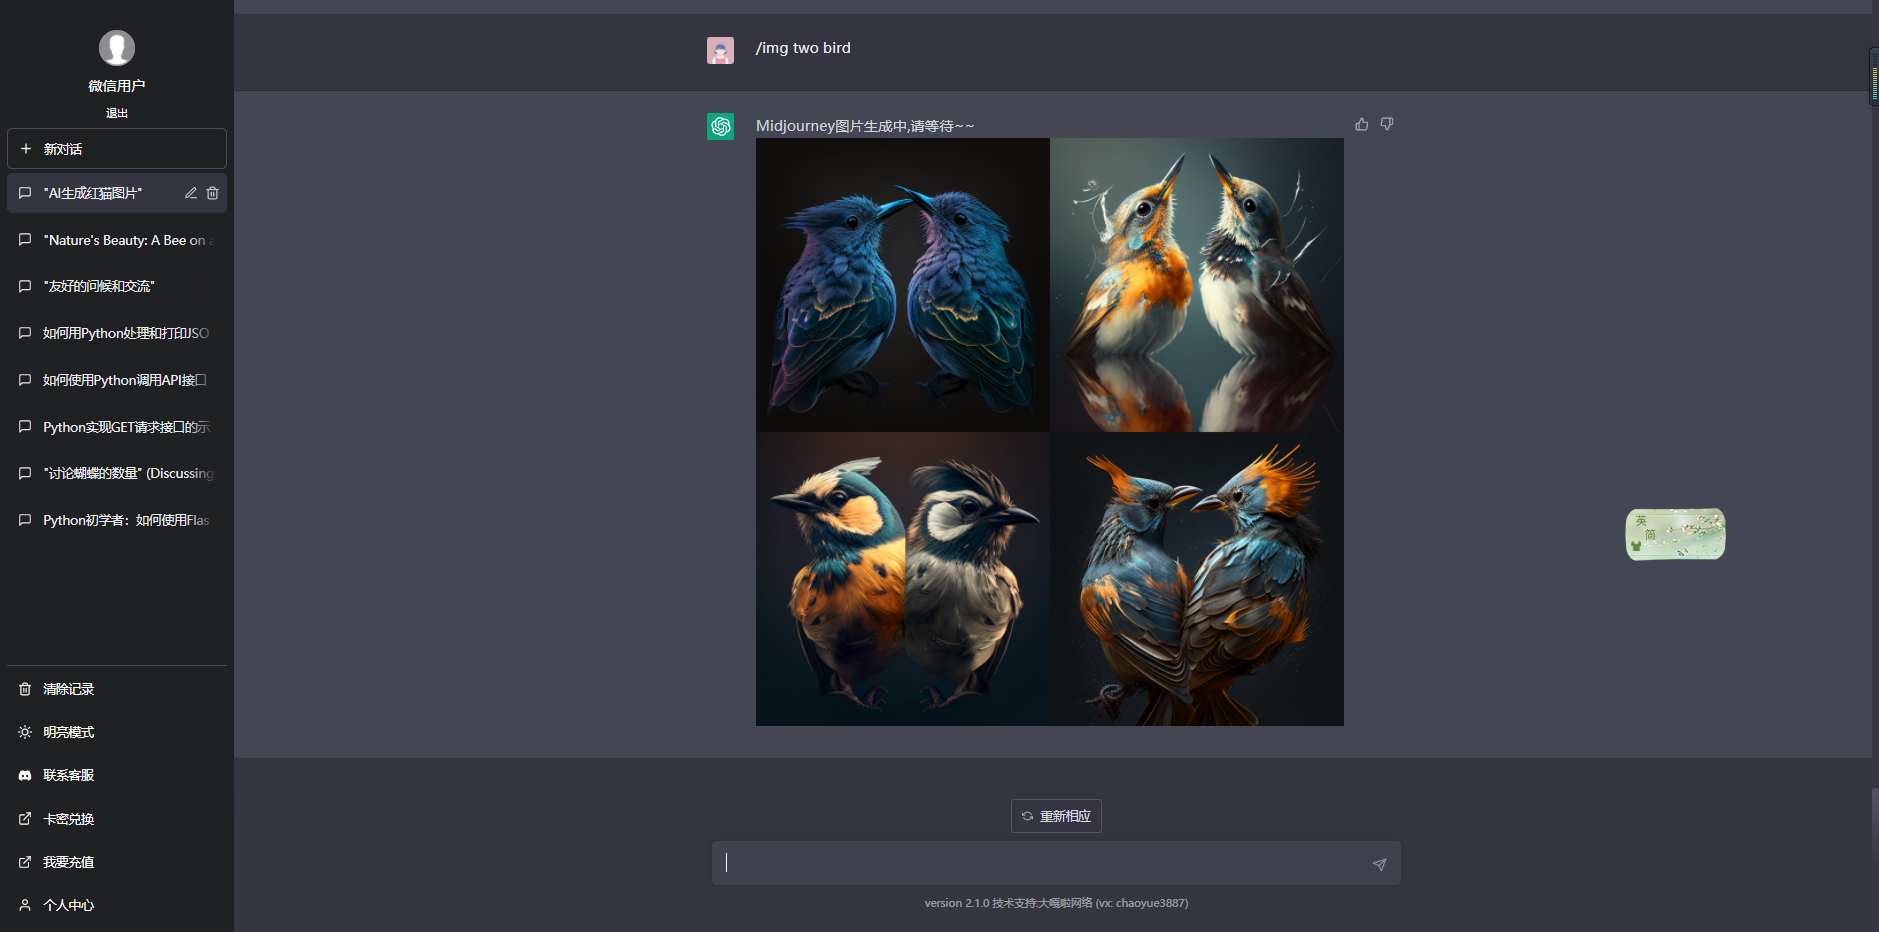 微信用户
退出
新对话
"AI生成红猫图片"
"Nature's Beauty: A Bee on a
"友好的问候和交流"
如何用Python处理和打印JSO
如何使用Python调用API接口
Python实现GET请求接口的示
"讨论蝴蝶的数量" (Discussing
Python初学者：如何使用Flas
清除记录
明亮模式
联系客服
卡密兑换
我要充值
个人中心
/img two bird
Midjourney图片生成中,请等待~~
英
简
重新相应
version 2.1.0 技术支持:大嘎啦网络 (vx: chaoyue3887)